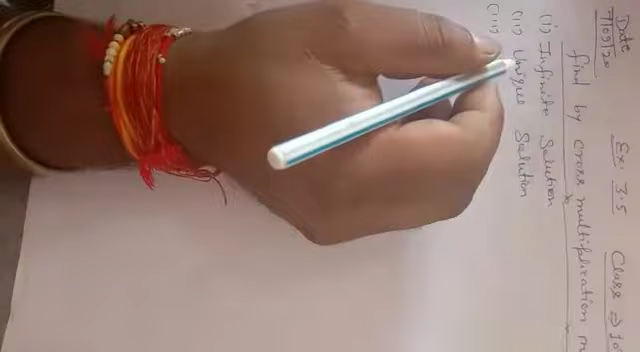 Date 7/09/20 Ex. 3.5 Class ⇒ 10
find by cross multiplication m
(i) Infinite Solution
(ii) Unique Solution
(iii)